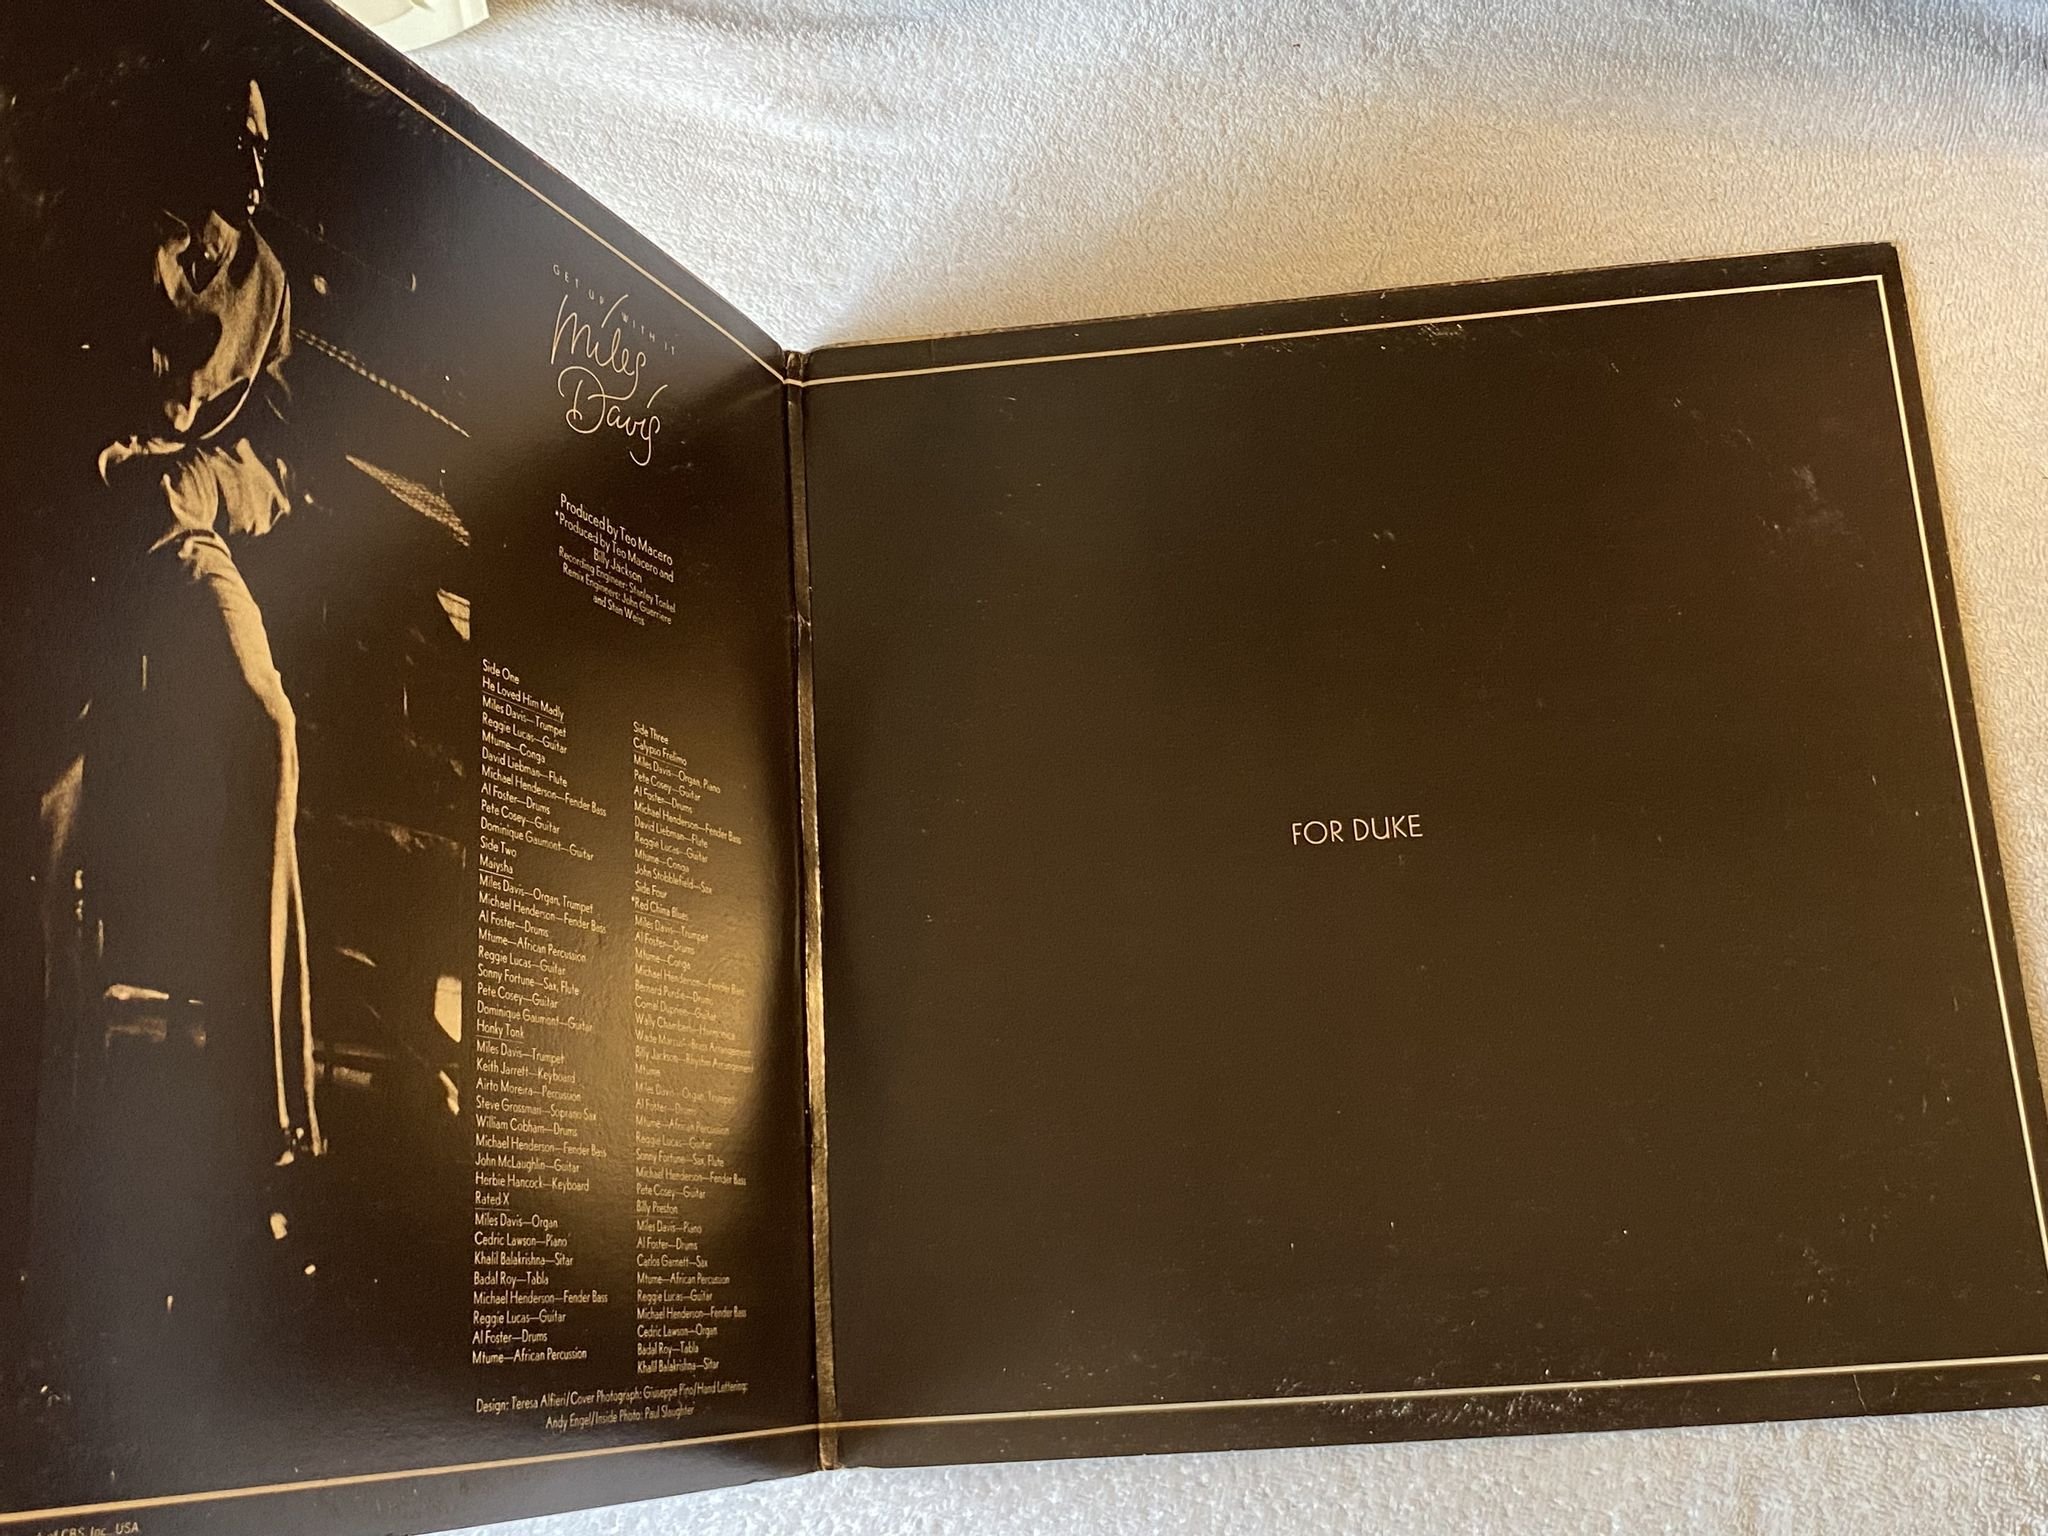 GET UP WITH IT
Miles
Davis
Produced by Teo Macero
*Produced by Teo Macero and
Billy Jackson
Recording Engineer: Stanley Tonkel
Remix Engineers: John Guerriere
and Stan Weiss
Side One
He Loved Him Madly
Miles Davis—Trumpet
Reggie Lucas—Guitar
Mtume—Conga
David Liebman—Flute
Michael Henderson—Fender Bass
Al Foster—Drums
Pete Cosey—Guitar
Dominique Gaumont—Guitar
Side Two
Maiysha
Miles Davis—Organ, Trumpet
Michael Henderson—Fender Bass
Al Foster—Drums
Mtume—African Percussion
Reggie Lucas—Guitar
Sonny Fortune—Sax, Flute
Pete Cosey—Guitar
Dominique Gaumont—Guitar
Honky Tonk
Miles Davis—Trumpet
Keith Jarrett—Keyboard
Airto Moreira—Percussion
Steve Grossman—Soprano Sax
William Cobham—Drums
Michael Henderson—Fender Bass
John McLaughlin—Guitar
Herbie Hancock—Keyboard
Rated X
Miles Davis—Organ
Cedric Lawson—Piano
Khalil Balakrishna—Sitar
Badal Roy—Tabla
Michael Henderson—Fender Bass
Reggie Lucas—Guitar
Al Foster—Drums
Mtume—African Percussion
Side Three
Calypso Frelimo
Miles Davis—Organ, Piano
Pete Cosey—Guitar
Al Foster—Drums
Michael Henderson—Fender Bass
David Liebman—Flute
Reggie Lucas—Guitar
Mtume—Conga
John Stobblefield—Sax
Side Four
*Red China Blues
Miles Davis—Trumpet
Al Foster—Drums
Mtume—Conga
Michael Henderson—Fender Bass
Bernard Purdie—Drums
Cornel Dupree—Guitar
Wally Chambers—Harmonica
Wade Marcus—Brass Arrangement
Billy Jackson—Rhythm Arrangement
Mtume
Miles Davis—Organ, Trumpet
Al Foster—Drums
Mtume—African Percussion
Reggie Lucas—Guitar
Sonny Fortune—Sax, Flute
Michael Henderson—Fender Bass
Pete Cosey—Guitar
Billy Preston
Miles Davis—Piano
Al Foster—Drums
Carlos Garnett—Sax
Mtume—African Percussion
Reggie Lucas—Guitar
Michael Henderson—Fender Bass
Cedric Lawson—Organ
Badal Roy—Tabla
Khalil Balakrishna—Sitar
Design: Teresa Alfieri/Cover Photograph: Giuseppe Pino/Hand Lettering:
Andy Engel/Inside Photo: Paul Slaughter
of CBS, Inc., USA
FOR DUKE